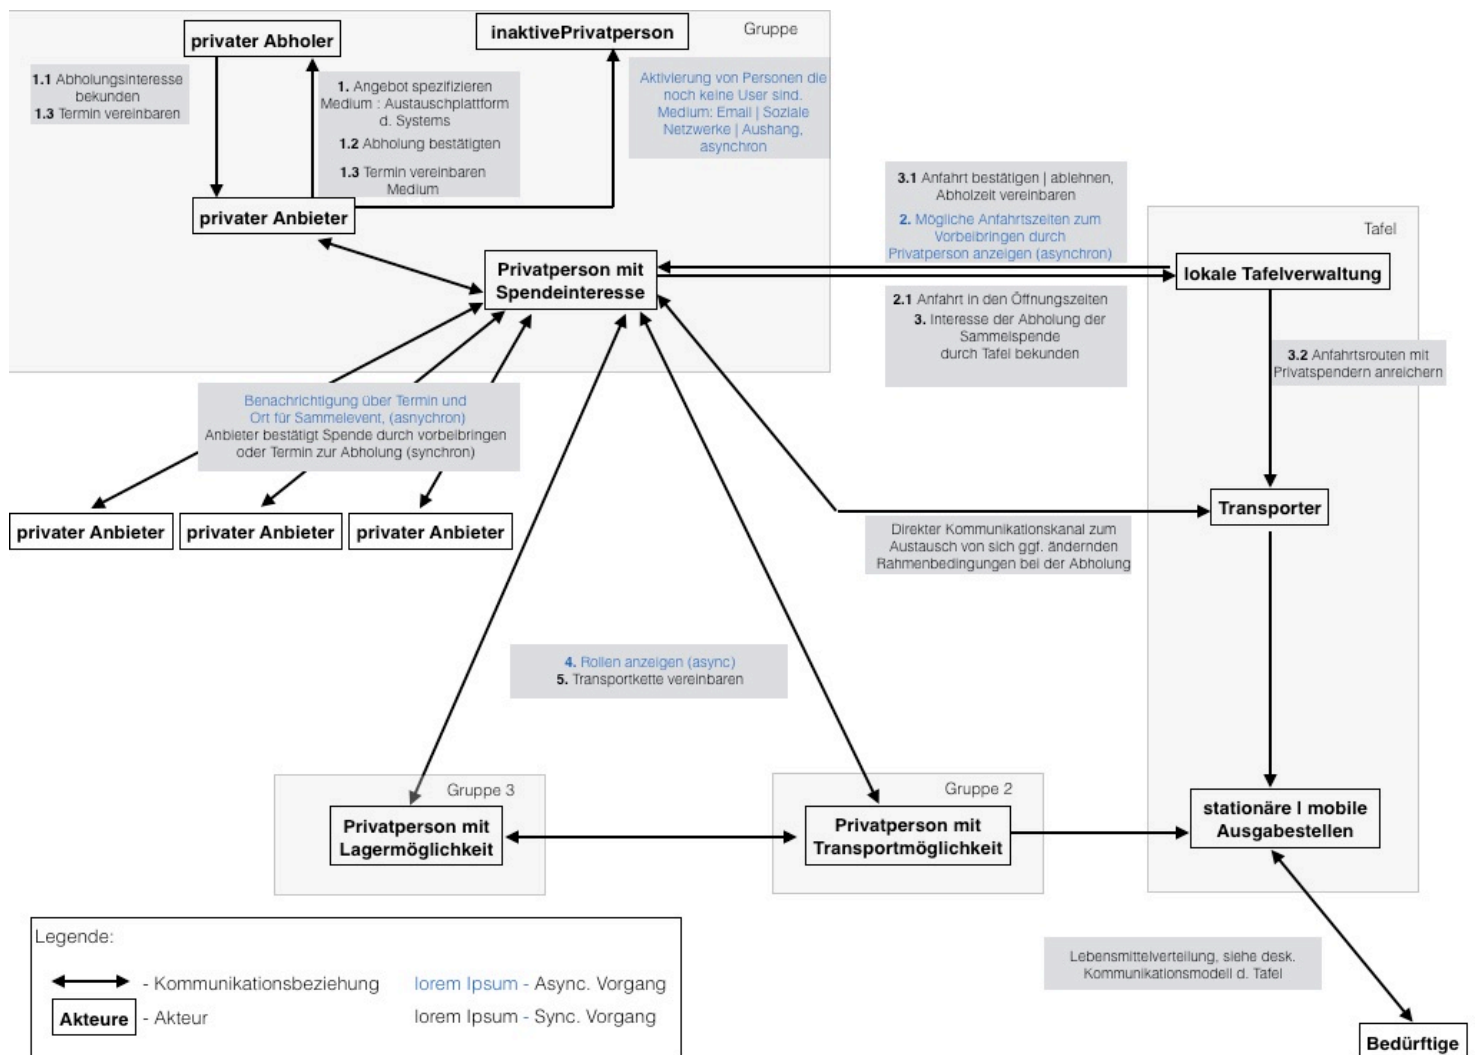 privater Abholer
inaktivePrivatperson
Gruppe
1.1 Abholungsinteresse
bekunden
1.3 Termin vereinbaren
1. Angebot spezifizieren
Medium : Austauschplattform
d. Systems
1.2 Abholung bestätigten
1.3 Termin vereinbaren
Medium
Aktivierung von Personen die
noch keine User sind.
Medium: Email | Soziale
Netzwerke | Aushang,
asynchron
privater Anbieter
Privatperson mit
Spendeinteresse
3.1 Anfahrt bestätigen | ablehnen,
Abholzeit vereinbaren
2. Mögliche Anfahrtszeiten zum
Vorbeibringen durch
Privatperson anzeigen (asynchron)
Tafel
lokale Tafelverwaltung
2.1 Anfahrt in den Öffnungszeiten
3. Interesse der Abholung der
Sammelspende
durch Tafel bekunden
3.2 Anfahrtsrouten mit
Privatspendern anreichern
Benachrichtigung über Termin und
Ort für Sammelevent, (asnychron)
Anbieter bestätigt Spende durch vorbeibringen
oder Termin zur Abholung (synchron)
privater Anbieter
privater Anbieter
privater Anbieter
Transporter
Direkter Kommunikationskanal zum
Austausch von sich ggf. ändernden
Rahmenbedingungen bei der Abholung
4. Rollen anzeigen (async)
5. Transportkette vereinbaren
Gruppe 3
Privatperson mit
Lagermöglichkeit
Gruppe 2
Privatperson mit
Transportmöglichkeit
stationäre | mobile
Ausgabestellen
Lebensmittelverteilung, siehe desk.
Kommunikationsmodell d. Tafel
Bedürftige
Legende:
- Kommunikationsbeziehung
lorem Ipsum - Async. Vorgang
Akteure - Akteur
lorem Ipsum - Sync. Vorgang